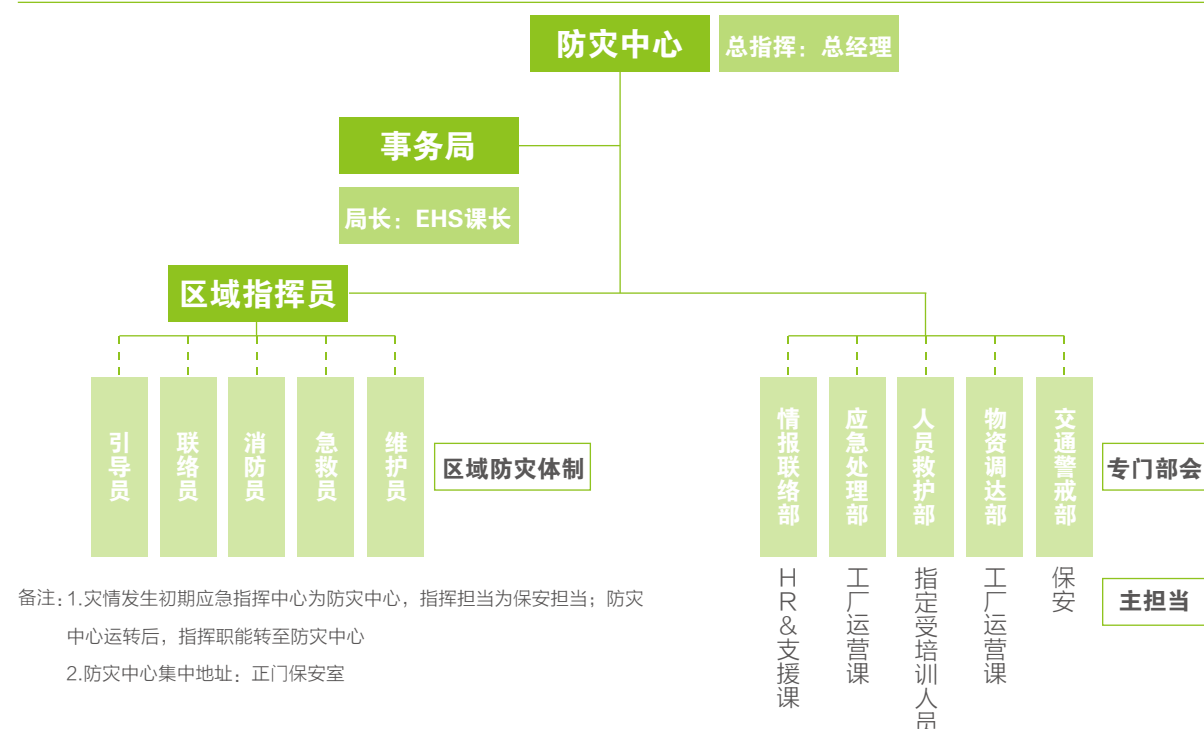 防灾中心
总指挥：总经理
事务局
局长：EHS课长
区域指挥员
引导员
联络员
消防员
急救员
维护员
区域防灾体制
情报联络部
应急处理部
人员救护部
物资调达部
交通警戒部
专门部会
HR&支援课
工厂运营课
指定受培训人员
工厂运营课
保安
主担当
备注：1.灾情发生初期应急指挥中心为防灾中心，指挥担当为保安担当；防灾
中心运转后，指挥职能转至防灾中心
2.防灾中心集中地址：正门保安室